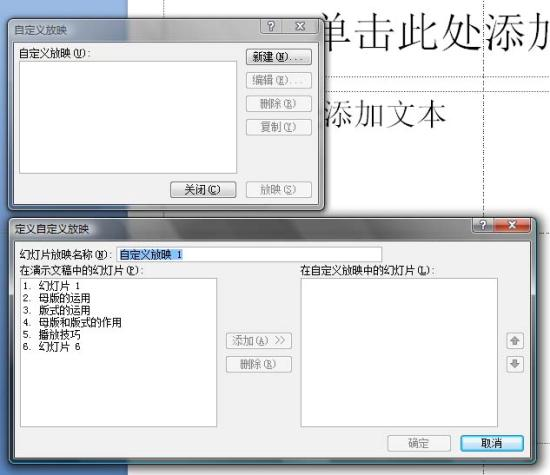 单击此处添加
添加文本
自定义放映
自定义放映(U):
新建(N)...
编辑(E)...
删除(R)
复制(Y)
关闭(C)
放映(S)
定义自定义放映
幻灯片放映名称(N):
自定义放映 1
在演示文稿中的幻灯片(P):
在自定义放映中的幻灯片(L):
1. 幻灯片 1
2. 母版的运用
3. 版式的运用
4. 母版和版式的作用
5. 播放技巧
6. 幻灯片 6
添加(A) >>
删除(R)
确定
取消